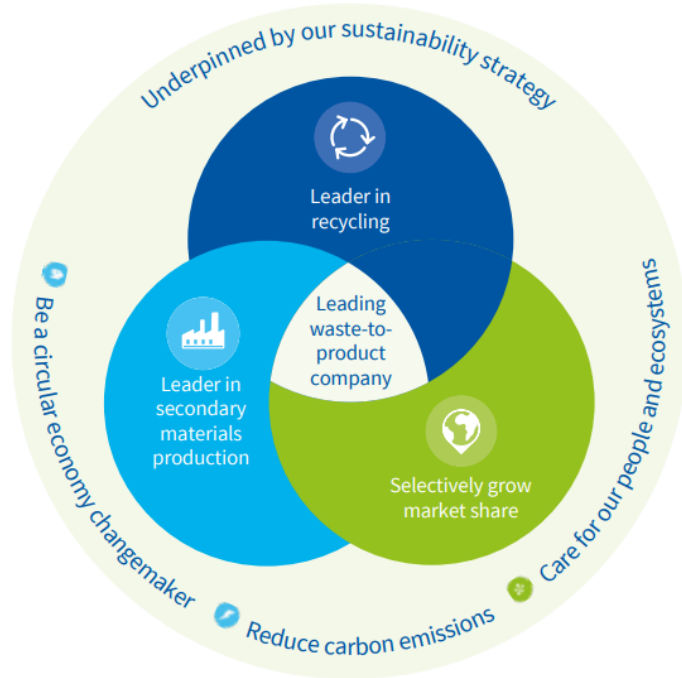 Underpinned by our sustainability strategy
Leader in
recycling
Leading
waste-to-
product
company
Leader in
secondary
materials
production
Selectively grow
market share
Be a circular economy changemaker
Reduce carbon emissions
Care for our people and ecosystems